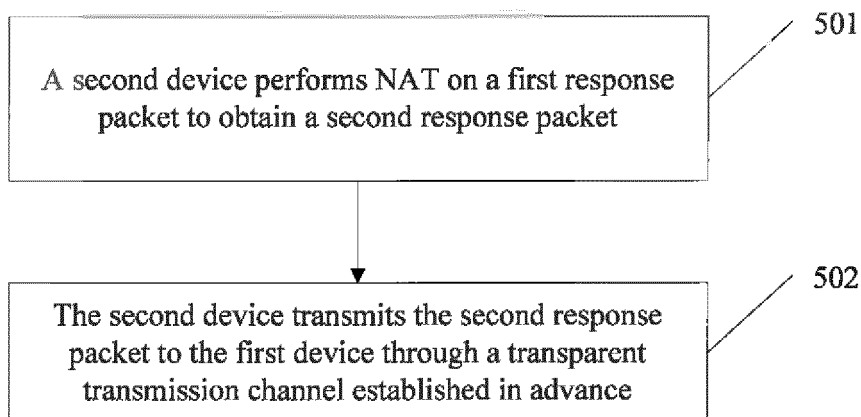 501
A second device performs NAT on a first response
packet to obtain a second response packet
502
The second device transmits the second response
packet to the first device through a transparent
transmission channel established in advance